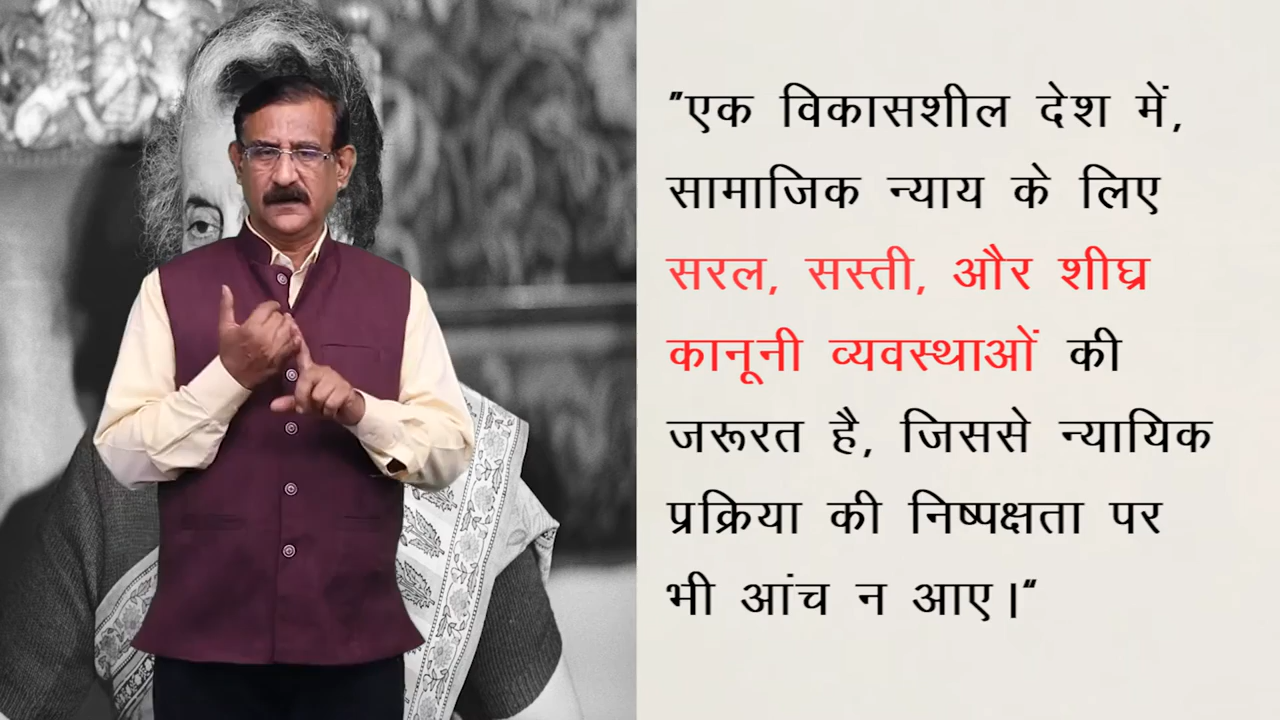 "एक विकासशील देश में,
सामाजिक न्याय के लिए
सरल, सस्ती, और शीघ्र
कानूनी व्यवस्थाओं की
जरूरत है, जिससे न्यायिक
प्रक्रिया की निष्पक्षता पर
भी आंच न आए।"